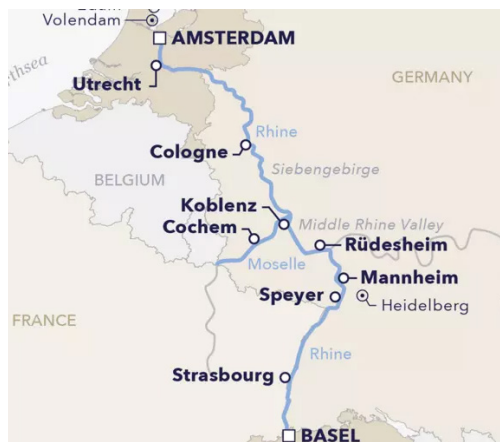 Volendam
AMSTERDAM
Utrecht
GERMANY
Rhine
Cologne
Siebengebirge
BELGIUM
Koblenz
Middle Rhine Valley
Cochem
Rüdesheim
Moselle
Mannheim
Speyer
Heidelberg
FRANCE
Rhine
Strasbourg
BASEL